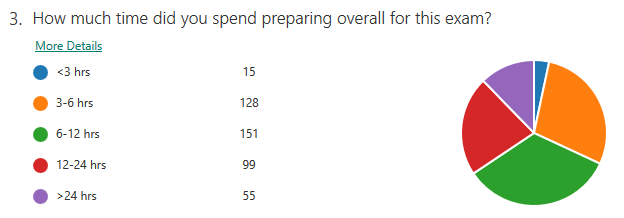 3. How much time did you spend preparing overall for this exam?
More Details
<3 hrs 15
3-6 hrs 128
6-12 hrs 151
12-24 hrs 99
>24 hrs 55